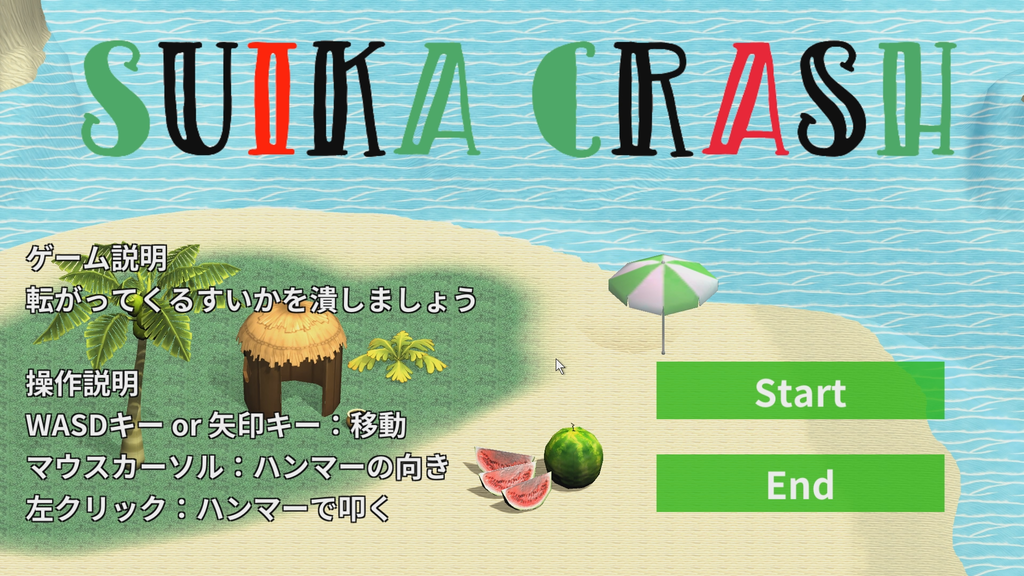 SUIKA CRASH
ゲーム説明
転がってくるすいかを潰しましょう
操作説明
WASDキー or 矢印キー：移動
マウスカーソル：ハンマーの向き
左クリック：ハンマーで叩く
Start
End